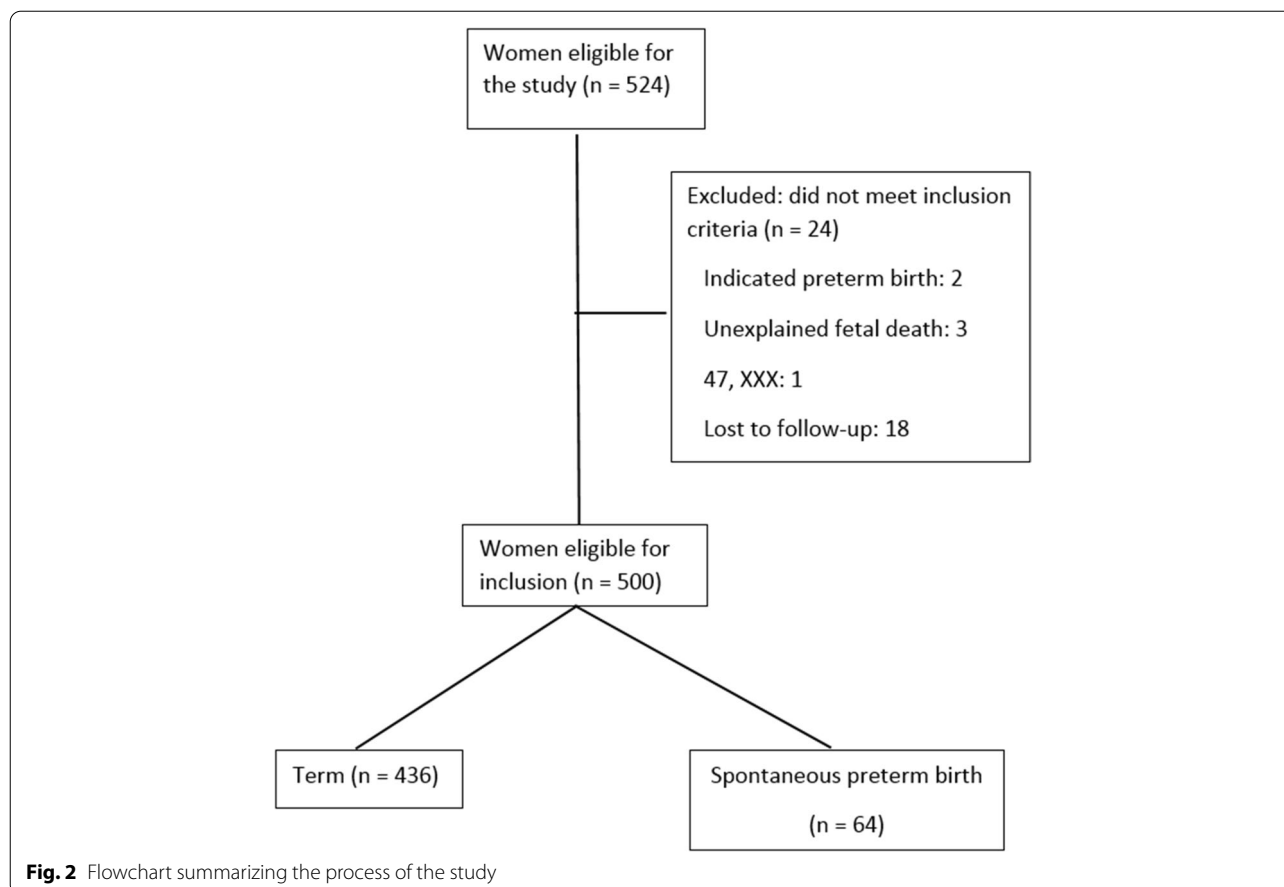 Women eligible for
the study (n = 524)
Excluded: did not meet inclusion
criteria (n = 24)
Indicated preterm birth: 2
Unexplained fetal death: 3
47, XXX: 1
Lost to follow-up: 18
Women eligible for
inclusion (n = 500)
Term (n = 436)
Spontaneous preterm birth
(n = 64)
Fig. 2 Flowchart summarizing the process of the study